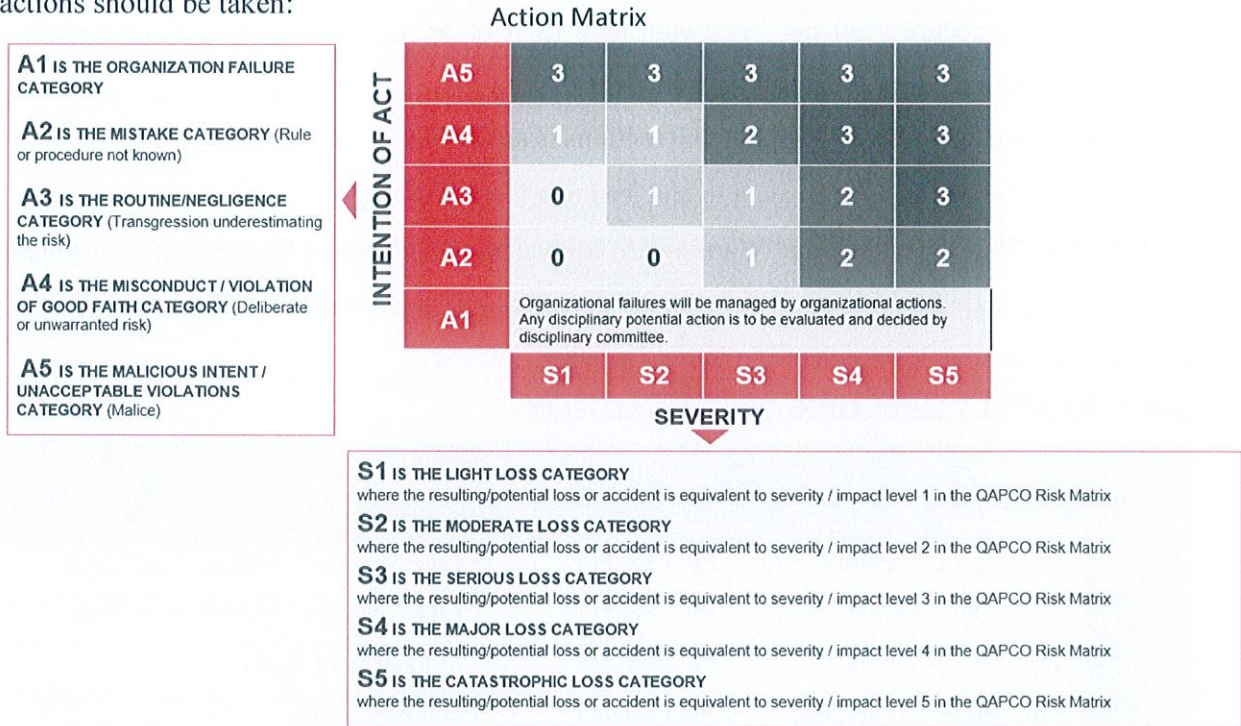 actions should be taken:
Action Matrix
A1 IS THE ORGANIZATION FAILURE
CATEGORY
A2 IS THE MISTAKE CATEGORY (Rule
or procedure not known)
A3 IS THE ROUTINE/NEGLIGENCE
CATEGORY (Transgression underestimating
the risk)
A4 IS THE MISCONDUCT / VIOLATION
OF GOOD FAITH CATEGORY (Deliberate
or unwarranted risk)
A5 IS THE MALICIOUS INTENT /
UNACCEPTABLE VIOLATIONS
CATEGORY (Malice)
INTENTION OF ACT
A5 3 3 3 3 3
A4 1 1 2 3 3
A3 0 1 1 2 3
A2 0 0 1 2 2
A1
Organizational failures will be managed by organizational actions.
Any disciplinary potential action is to be evaluated and decided by
disciplinary committee.
S1 S2 S3 S4 S5
SEVERITY
S1 IS THE LIGHT LOSS CATEGORY
where the resulting/potential loss or accident is equivalent to severity / impact level 1 in the QAPCO Risk Matrix
S2 IS THE MODERATE LOSS CATEGORY
where the resulting/potential loss or accident is equivalent to severity / impact level 2 in the QAPCO Risk Matrix
S3 IS THE SERIOUS LOSS CATEGORY
where the resulting/potential loss or accident is equivalent to severity / impact level 3 in the QAPCO Risk Matrix
S4 IS THE MAJOR LOSS CATEGORY
where the resulting/potential loss or accident is equivalent to severity / impact level 4 in the QAPCO Risk Matrix
S5 IS THE CATASTROPHIC LOSS CATEGORY
where the resulting/potential loss or accident is equivalent to severity / impact level 5 in the QAPCO Risk Matrix